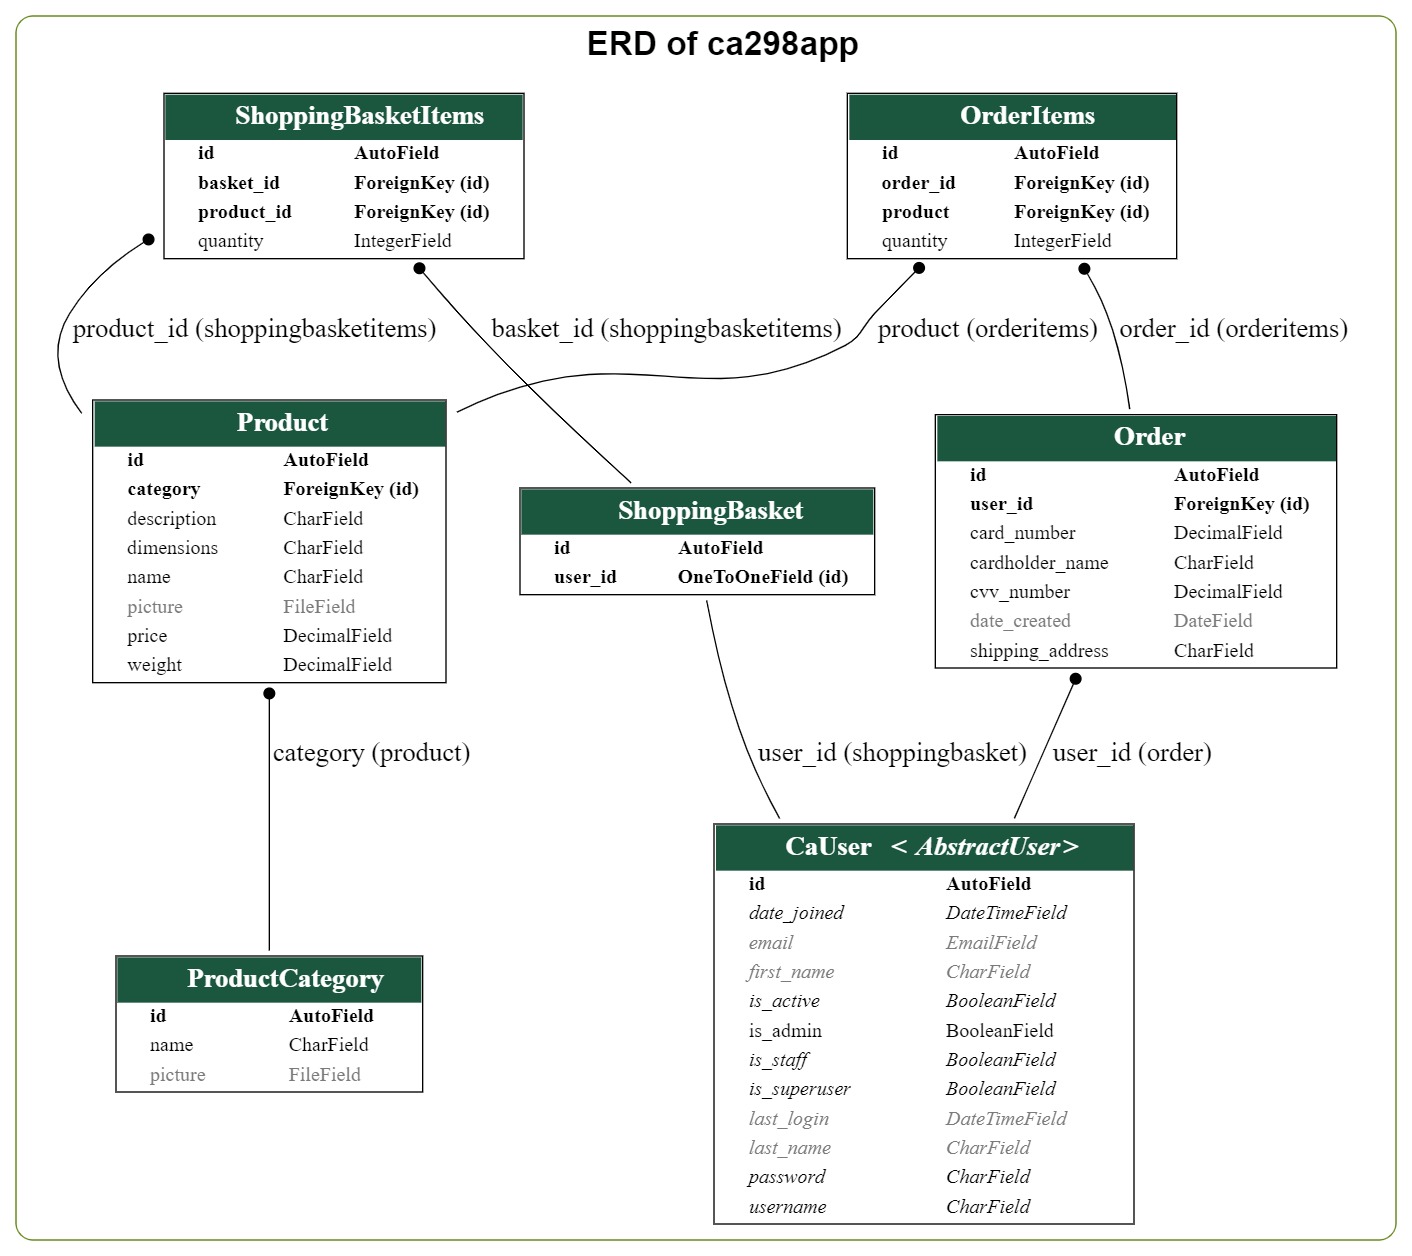 ERD of ca298app
ShoppingBasketItems
id AutoField
basket_id ForeignKey (id)
product_id ForeignKey (id)
quantity IntegerField
OrderItems
id AutoField
order_id ForeignKey (id)
product ForeignKey (id)
quantity IntegerField
product_id (shoppingbasketitems)
basket_id (shoppingbasketitems)
product (orderitems)
order_id (orderitems)
Product
id AutoField
category ForeignKey (id)
description CharField
dimensions CharField
name CharField
picture FileField
price DecimalField
weight DecimalField
ShoppingBasket
id AutoField
user_id OneToOneField (id)
Order
id AutoField
user_id ForeignKey (id)
card_number DecimalField
cardholder_name CharField
cvv_number DecimalField
date_created DateField
shipping_address CharField
category (product)
user_id (shoppingbasket)
user_id (order)
ProductCategory
id AutoField
name CharField
picture FileField
CaUser < AbstractUser>
id AutoField
date_joined DateTimeField
email EmailField
first_name CharField
is_active BooleanField
is_admin BooleanField
is_staff BooleanField
is_superuser BooleanField
last_login DateTimeField
last_name CharField
password CharField
username CharField